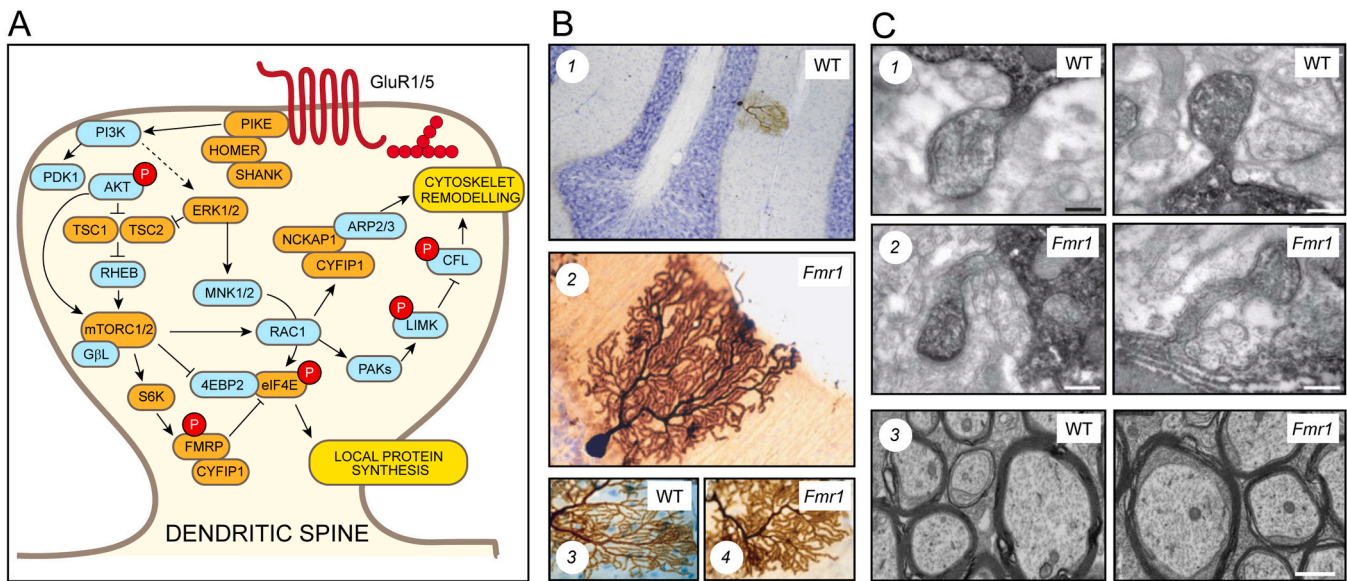 A
GluR1/5
PIKE
PI3K
HOMER
SHANK
PDK1
AKT
P
CYTOSKELET
REMODELLING
ERK1/2
TSC1
TSC2
ARP2/3
NCKAP1
CYFIP1
P
CFL
RHEB
MNK1/2
P
LIMK
mTORC1/2
RAC1
GβL
PAKs
P
4EBP2
eIF4E
S6K
P
FMRP
CYFIP1
LOCAL PROTEIN
SYNTHESIS
DENDRITIC SPINE
B
1
WT
2
Fmr1
WT
3
Fmr1
4
C
1
WT
WT
2
Fmr1
Fmr1
3
WT
Fmr1